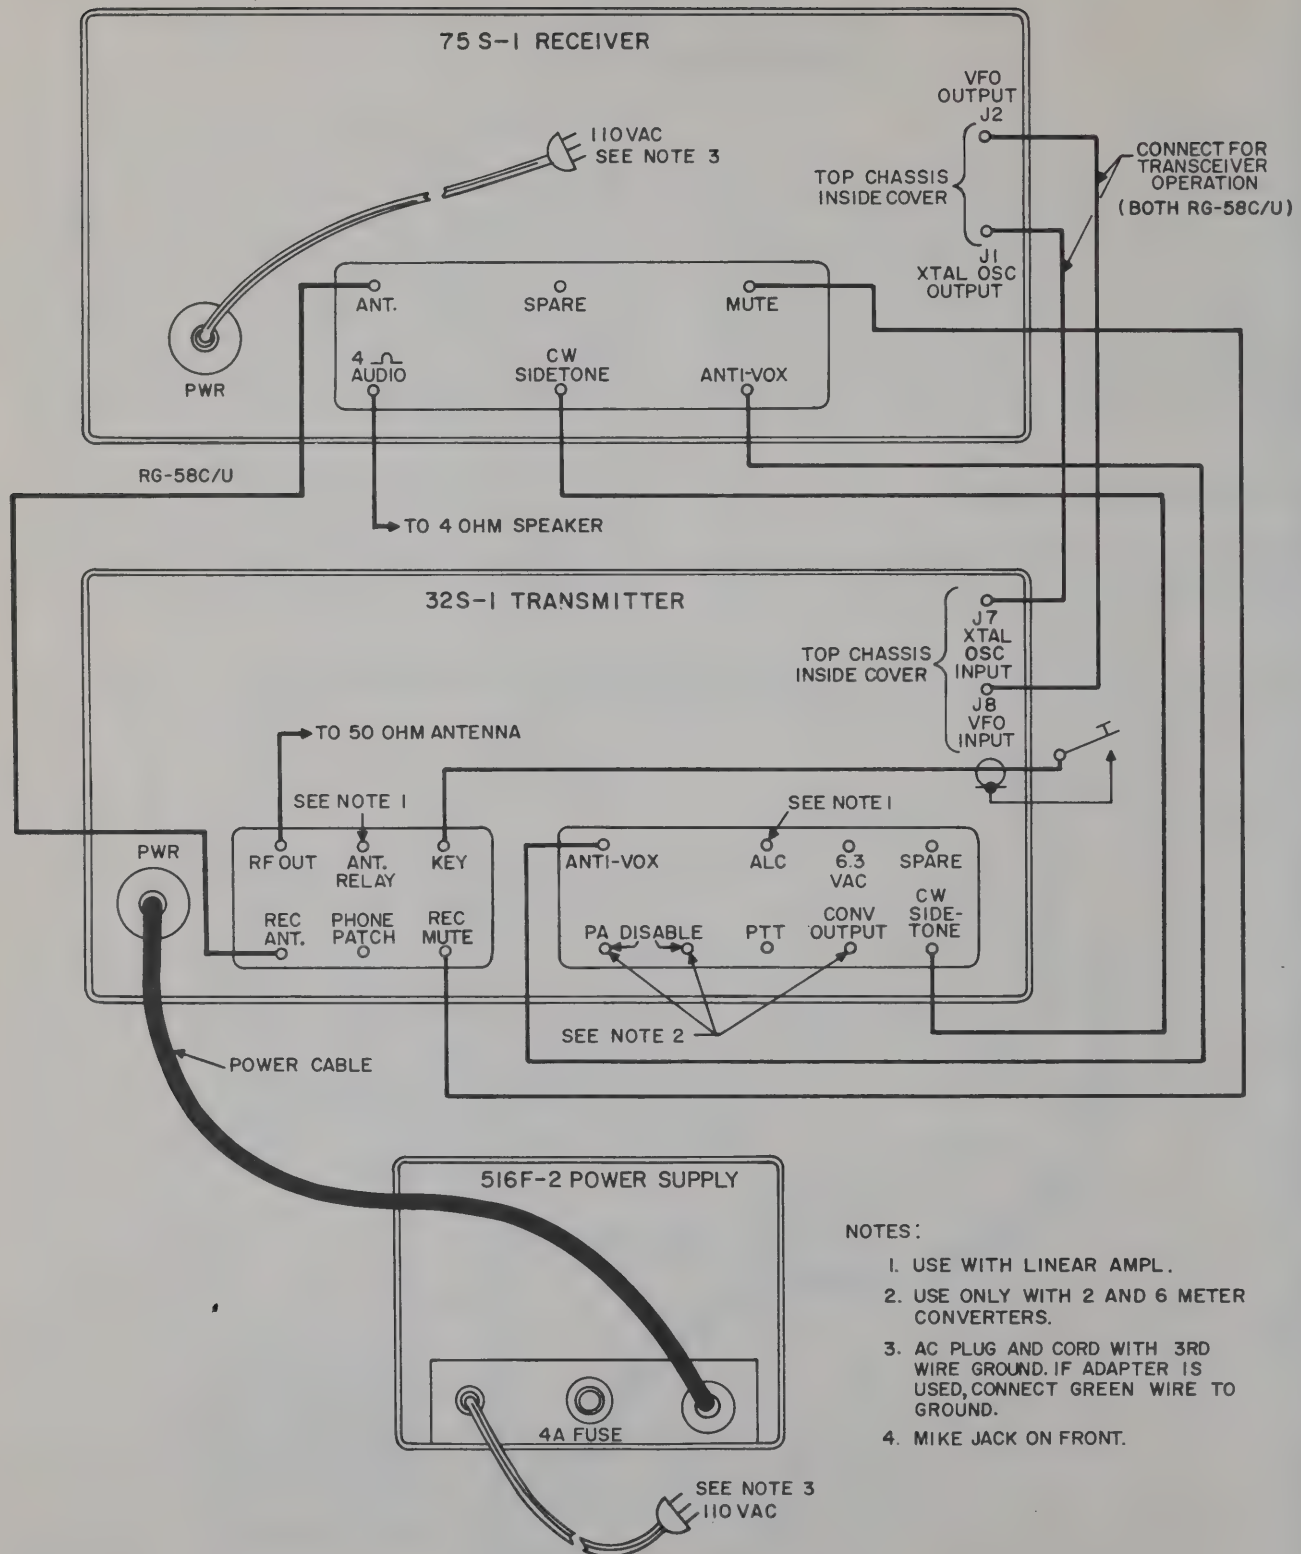 75 S-1 RECEIVER
VFO
OUTPUT
J2
110 VAC
SEE NOTE 3
CONNECT FOR
TRANSCEIVER
OPERATION
(BOTH RG-58C/U)
TOP CHASSIS
INSIDE COVER
J1
XTAL OSC
OUTPUT
ANT.
SPARE
MUTE
4
AUDIO
CW
SIDETONE
ANTI-VOX
PWR
RG-58C/U
TO 4 OHM SPEAKER
32S-1 TRANSMITTER
J7
XTAL
OSC
INPUT
TOP CHASSIS
INSIDE COVER
J8
VFO
INPUT
TO 50 OHM ANTENNA
SEE NOTE 1
SEE NOTE 1
PWR
RF OUT
ANT.
RELAY
KEY
ANTI-VOX
ALC
6.3
VAC
SPARE
REC
ANT.
PHONE
PATCH
REC
MUTE
PA DISABLE
PTT
CONV
OUTPUT
CW
SIDE-
TONE
SEE NOTE 2
POWER CABLE
516F-2 POWER SUPPLY
4A FUSE
SEE NOTE 3
110 VAC
NOTES:
1. USE WITH LINEAR AMPL.
2. USE ONLY WITH 2 AND 6 METER
CONVERTERS.
3. AC PLUG AND CORD WITH 3RD
WIRE GROUND. IF ADAPTER IS
USED, CONNECT GREEN WIRE TO
GROUND.
4. MIKE JACK ON FRONT.